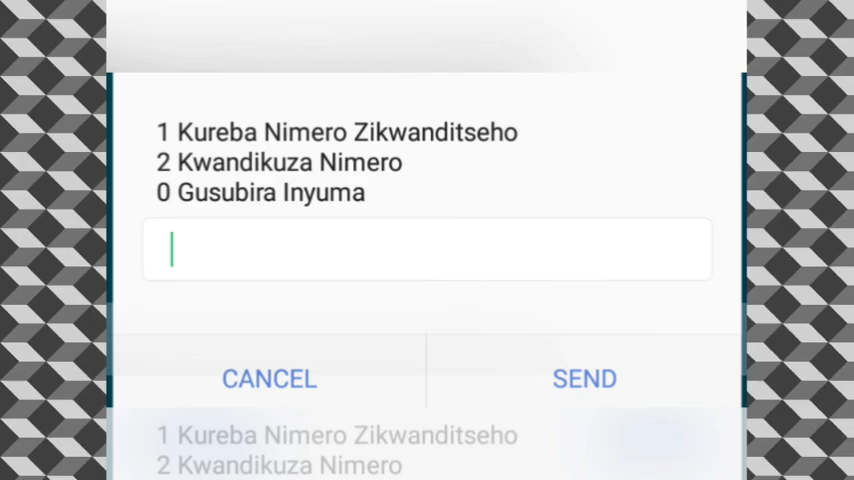 1 Kureba Nimero Zikwanditseho
2 Kwandikuza Nimero
0 Gusubira Inyuma
CANCEL
SEND
1 Kureba Nimero Zikwanditseho
2 Kwandikuza Nimero